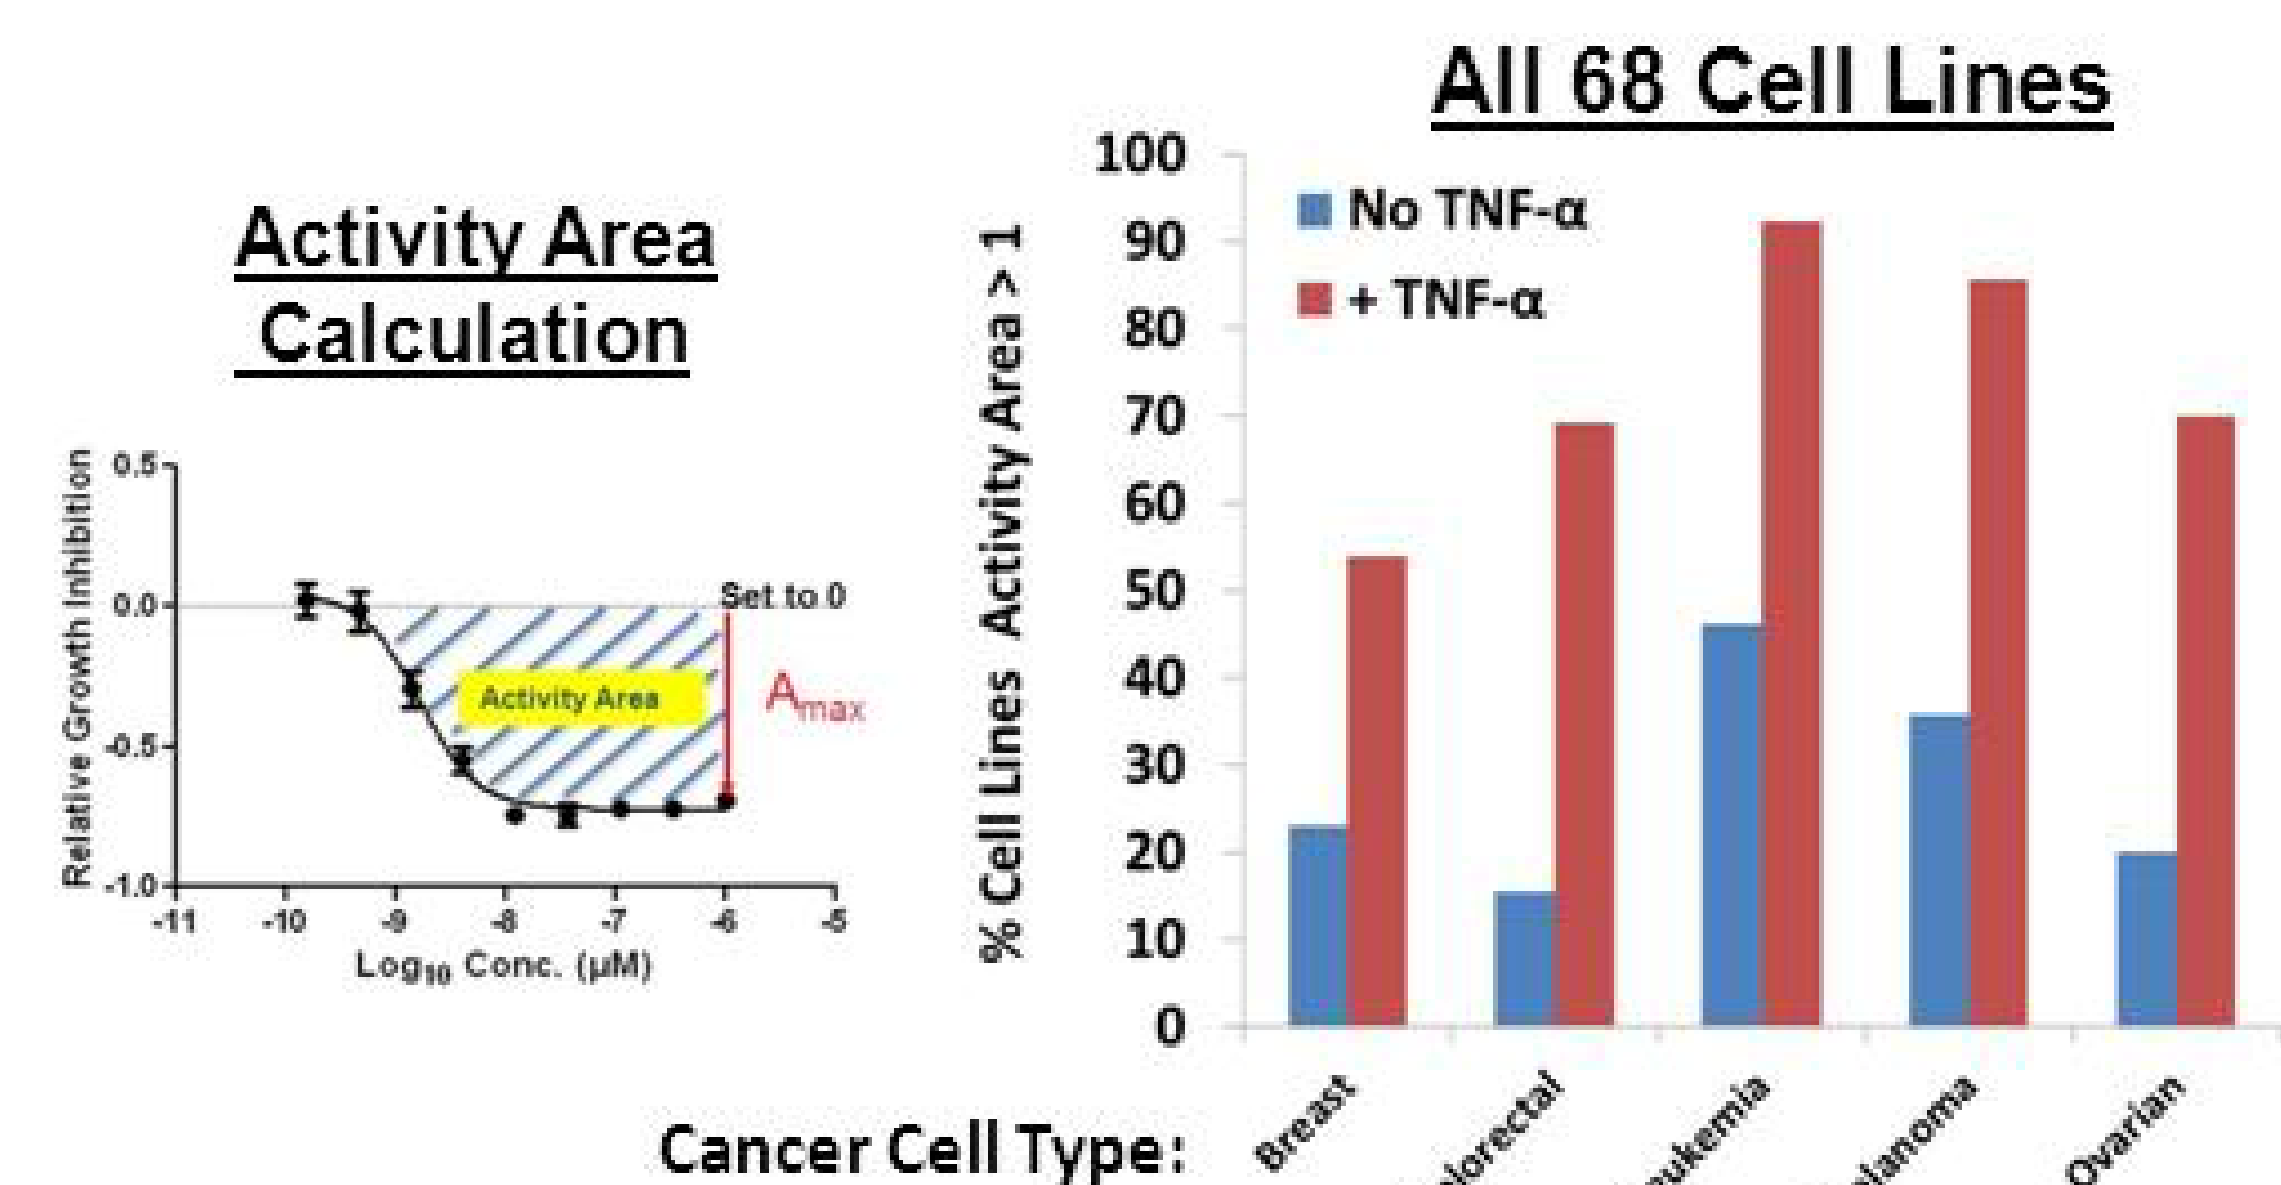 Activity Area
Calculation
Relative Growth Inhibition
0.5
0.0
-0.5
-1.0
-11 -10 -9 -8 -7 -6 -5
Log10 Conc. (µM)
Set to 0
Activity Area
Amax
All 68 Cell Lines
% Cell Lines Activity Area > 1
100
90
80
70
60
50
40
30
20
10
0
No TNF-α
+ TNF-α
Cancer Cell Type:
Breast
lorectal
eukemia
lanoma
Ovarian